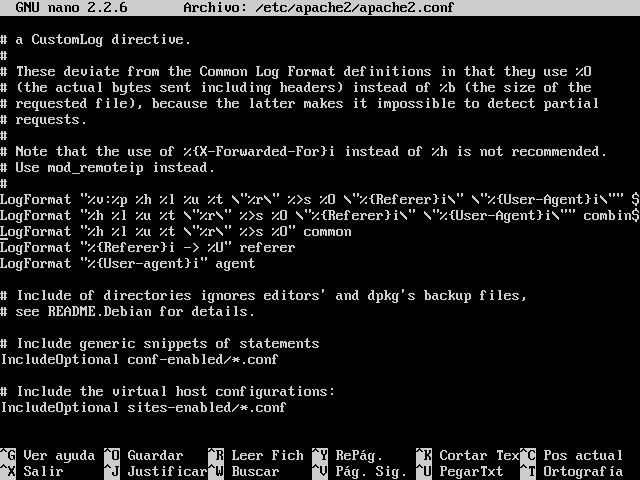 GNU nano 2.2.6 Archivo: /etc/apache2/apache2.conf
# a CustomLog directive.
#
# These deviate from the Common Log Format definitions in that they use %O
# (the actual bytes sent including headers) instead of %b (the size of the
# requested file), because the latter makes it impossible to detect partial
# requests.
#
# Note that the use of %{X-Forwarded-For}i instead of %h is not recommended.
# Use mod_remoteip instead.
#
LogFormat "%v:%p %h %l %u %t \"%r\" %>s %O \"%{Referer}i\" \"%{User-Agent}i\"" $
LogFormat "%h %l %u %t \"%r\" %>s %O \"%{Referer}i\" \"%{User-Agent}i\"" combin$
LogFormat "%h %l %u %t \"%r\" %>s %O" common
LogFormat "%{Referer}i -> %U" referer
LogFormat "%{User-agent}i" agent
# Include of directories ignores editors' and dpkg's backup files,
# see README.Debian for details.
# Include generic snippets of statements
IncludeOptional conf-enabled/*.conf
# Include the virtual host configurations:
IncludeOptional sites-enabled/*.conf
^G Ver ayuda ^O Guardar ^R Leer Fich ^Y RePág. ^K Cortar Tex ^C Pos actual
^X Salir ^J Justificar ^W Buscar ^V Pág. Sig. ^U PegarTxt ^T Ortografía